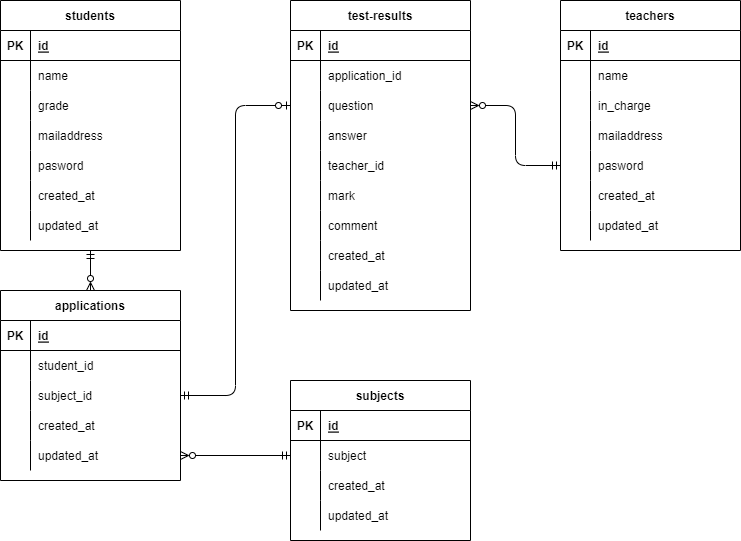 students
PK id
name
grade
mailaddress
pasword
created_at
updated_at
test-results
PK id
application_id
question
answer
teacher_id
mark
comment
created_at
updated_at
teachers
PK id
name
in_charge
mailaddress
pasword
created_at
updated_at
applications
PK id
student_id
subject_id
created_at
updated_at
subjects
PK id
subject
created_at
updated_at